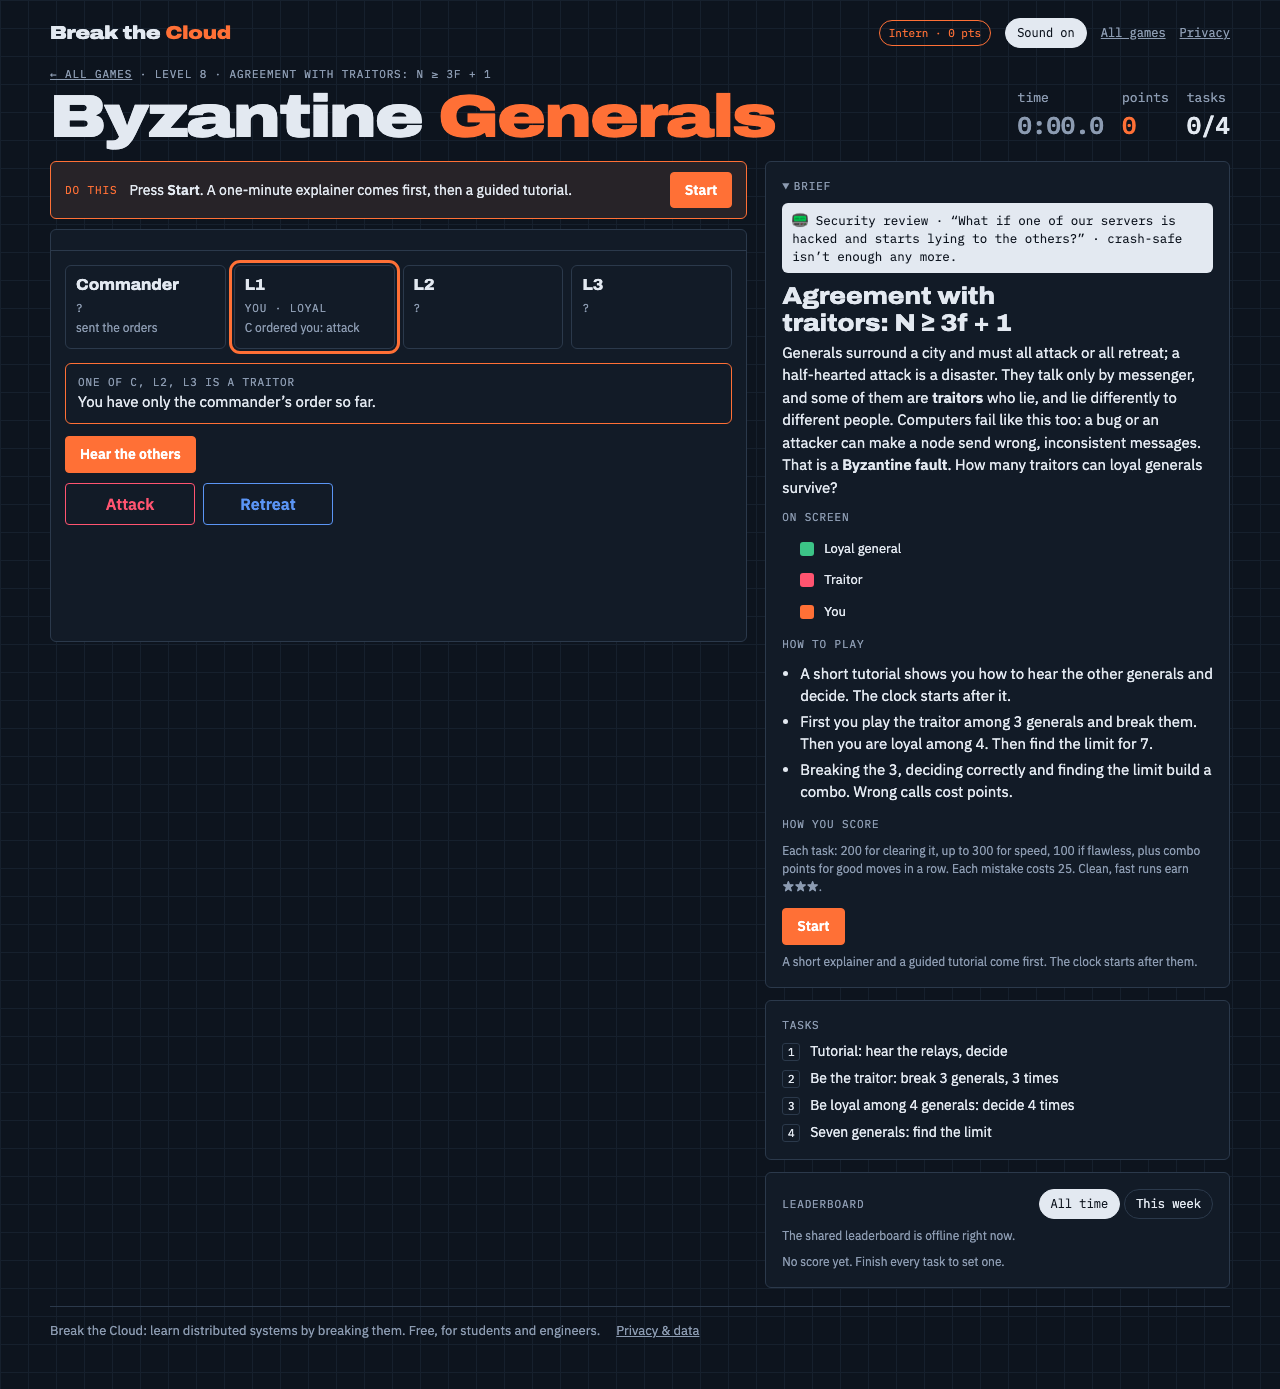 Break the Cloud
Intern · 0 pts
Sound on
All games
Privacy
← ALL GAMES · LEVEL 8 · AGREEMENT WITH TRAITORS: N ≥ 3F + 1
Byzantine Generals
time
0:00.0
points
0
tasks
0/4
DO THIS Press Start. A one-minute explainer comes first, then a guided tutorial.
Start
Commander
?
sent the orders
L1
YOU · LOYAL
C ordered you: attack
L2
?
L3
?
ONE OF C, L2, L3 IS A TRAITOR
You have only the commander’s order so far.
Hear the others
Attack
Retreat
▼ BRIEF
Security review · “What if one of our servers is
hacked and starts lying to the others?” · crash-safe
isn’t enough any more.
Agreement with
traitors: N ≥ 3f + 1
Generals surround a city and must all attack or all retreat; a
half-hearted attack is a disaster. They talk only by messenger,
and some of them are traitors who lie, and lie differently to
different people. Computers fail like this too: a bug or an
attacker can make a node send wrong, inconsistent messages.
That is a Byzantine fault. How many traitors can loyal generals
survive?
ON SCREEN
Loyal general
Traitor
You
HOW TO PLAY
• A short tutorial shows you how to hear the other generals and
decide. The clock starts after it.
• First you play the traitor among 3 generals and break them.
Then you are loyal among 4. Then find the limit for 7.
• Breaking the 3, deciding correctly and finding the limit build a
combo. Wrong calls cost points.
HOW YOU SCORE
Each task: 200 for clearing it, up to 300 for speed, 100 if flawless, plus combo
points for good moves in a row. Each mistake costs 25. Clean, fast runs earn
★★★.
Start
A short explainer and a guided tutorial come first. The clock starts after them.
TASKS
1 Tutorial: hear the relays, decide
2 Be the traitor: break 3 generals, 3 times
3 Be loyal among 4 generals: decide 4 times
4 Seven generals: find the limit
LEADERBOARD
All time
This week
The shared leaderboard is offline right now.
No score yet. Finish every task to set one.
Break the Cloud: learn distributed systems by breaking them. Free, for students and engineers.
Privacy & data